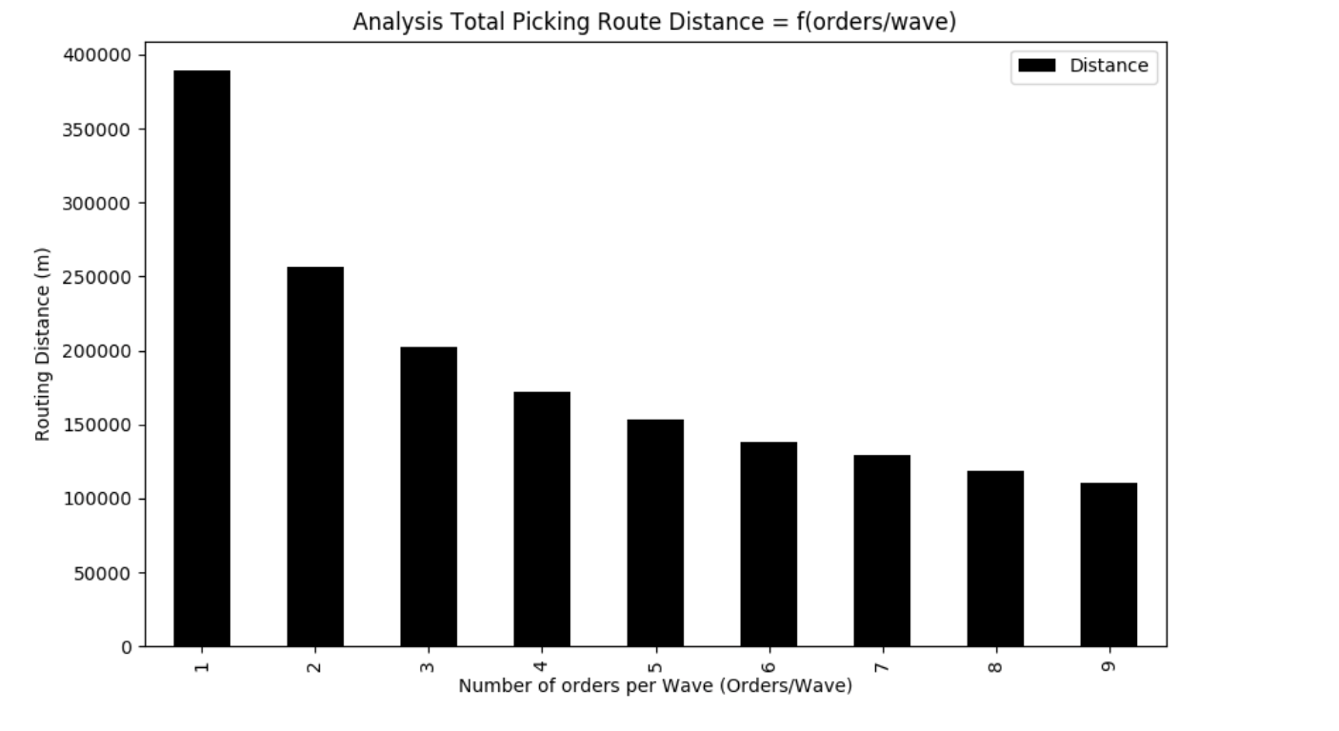 Analysis Total Picking Route Distance = f(orders/wave)
Distance
Routing Distance (m)
400000
350000
300000
250000
200000
150000
100000
50000
0
1 2 3 4 5 6 7 8 9
Number of orders per Wave (Orders/Wave)